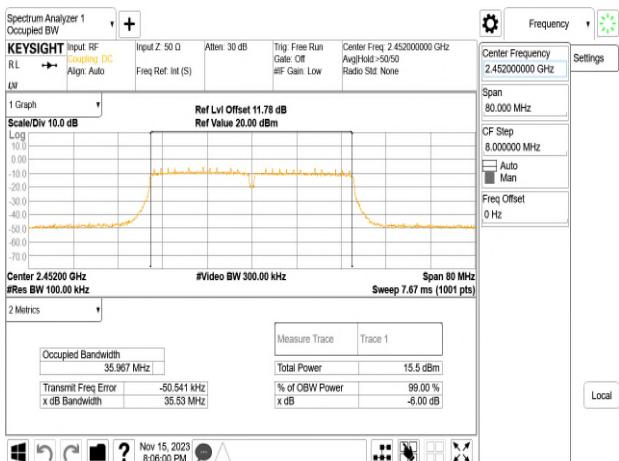 Spectrum Analyzer 1
Occupied BW
KEYSIGHT
RL
Input: RF
Coupling: DC
Align: Auto
Input Z: 50 Ω
Freq Ref: Int (S)
Atten: 30 dB
Trig: Free Run
Gate: Off
#IF Gain: Low
Center Freq: 2.452000000 GHz
Avg|Hold:>50/50
Radio Std: None
1 Graph
Scale/Div 10.0 dB
Ref Lvl Offset 11.78 dB
Ref Value 20.00 dBm
Log
10.0
0.00
-10.0
-20.0
-30.0
-40.0
-50.0
-60.0
-70.0
Center 2.45200 GHz
#Video BW 300.00 kHz
Span 80 MHz
#Res BW 100.00 kHz
Sweep 7.67 ms (1001 pts)
2 Metrics
Measure Trace
Trace 1
Occupied Bandwidth
35.967 MHz
Total Power
15.5 dBm
Transmit Freq Error
-50.541 kHz
% of OBW Power
99.00 %
x dB Bandwidth
35.53 MHz
x dB
-6.00 dB
?
Nov 15, 2023
8:06:00 PM
Frequency
Center Frequency
2.452000000 GHz
Settings
Span
80.000 MHz
CF Step
8.000000 MHz
Auto
Man
Freq Offset
0 Hz
Local